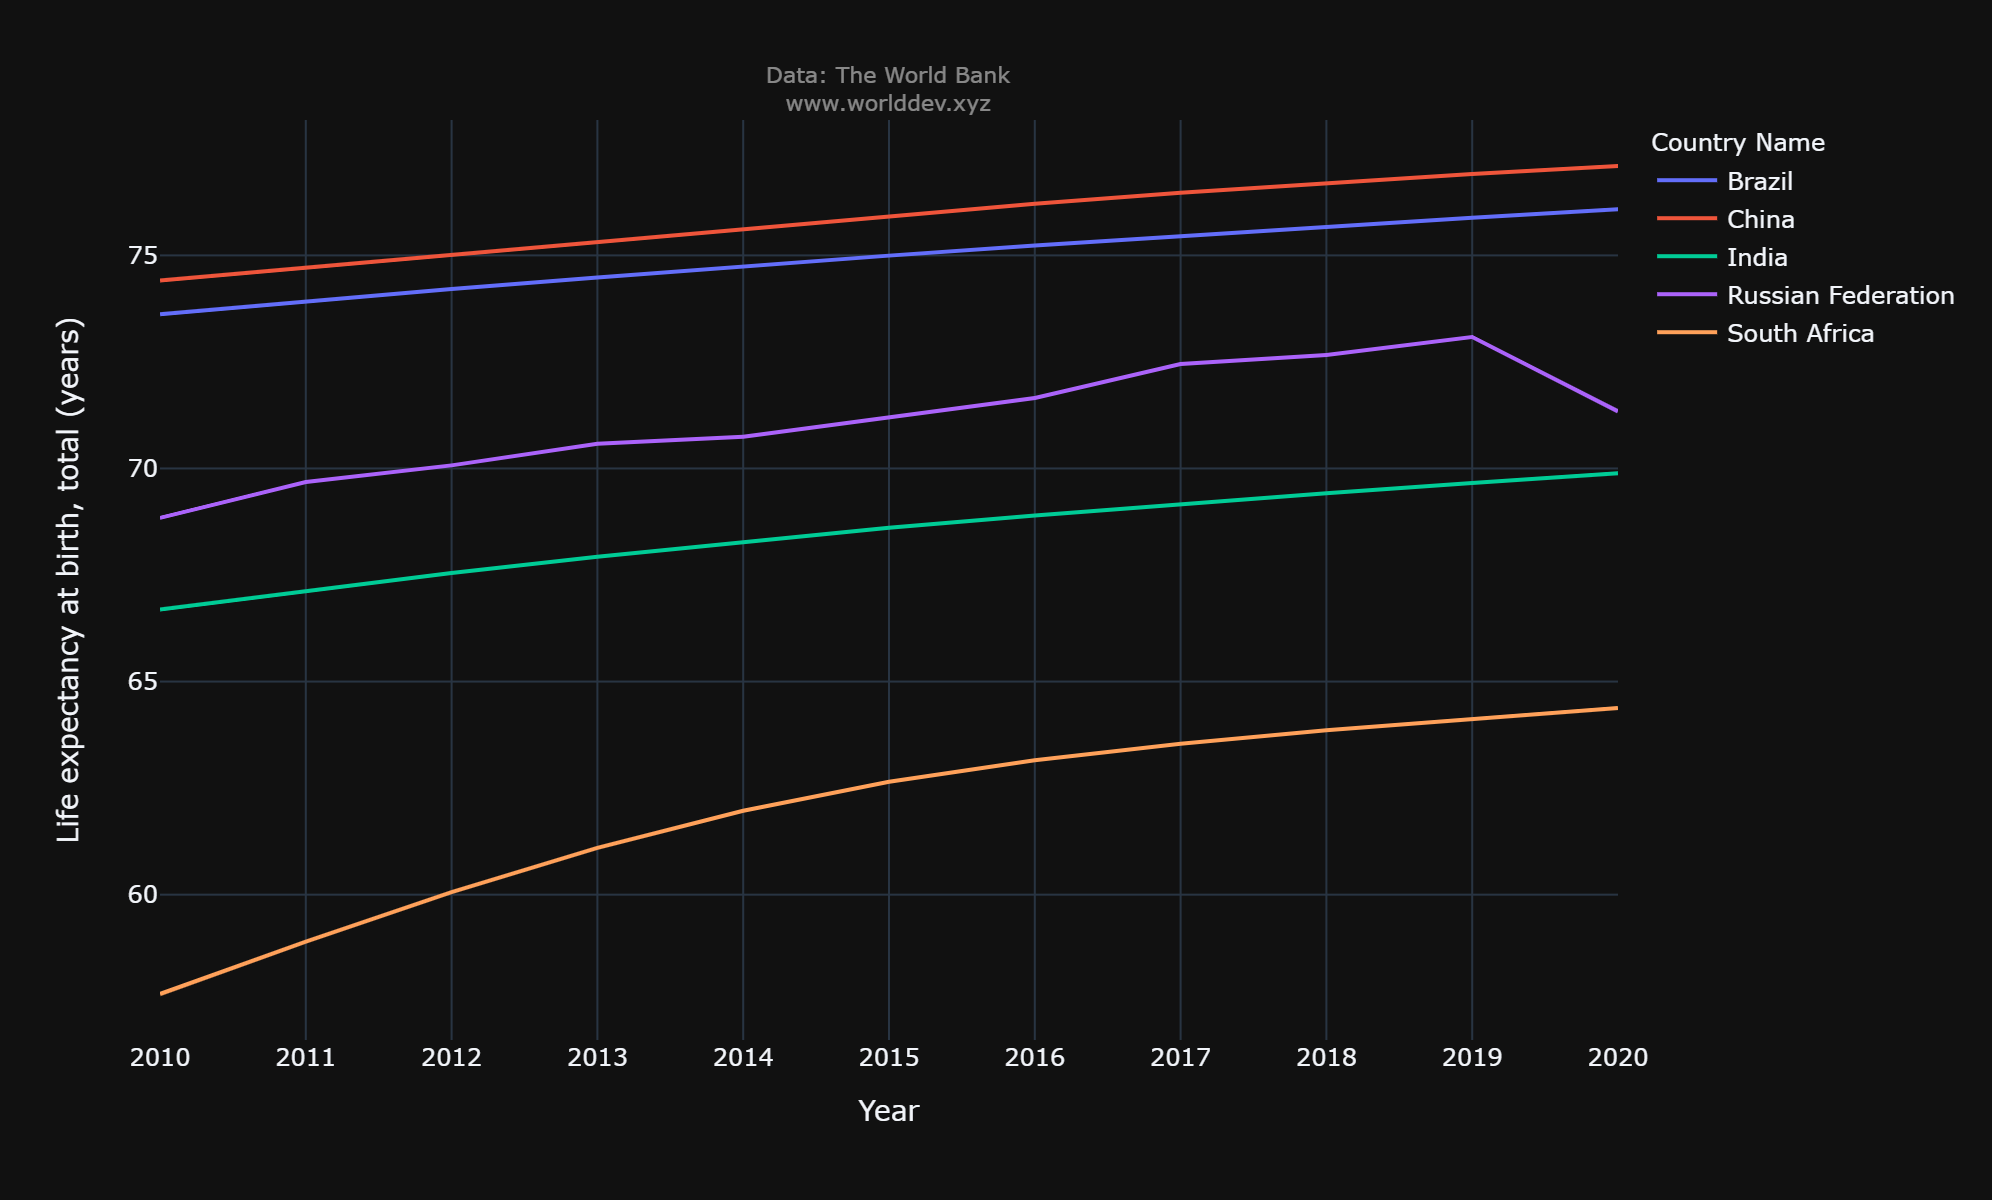 Data: The World Bank
www.worlddev.xyz
Country Name
Brazil
China
India
Russian Federation
South Africa
Life expectancy at birth, total (years)
75
70
65
60
2010 2011 2012 2013 2014 2015 2016 2017 2018 2019 2020
Year